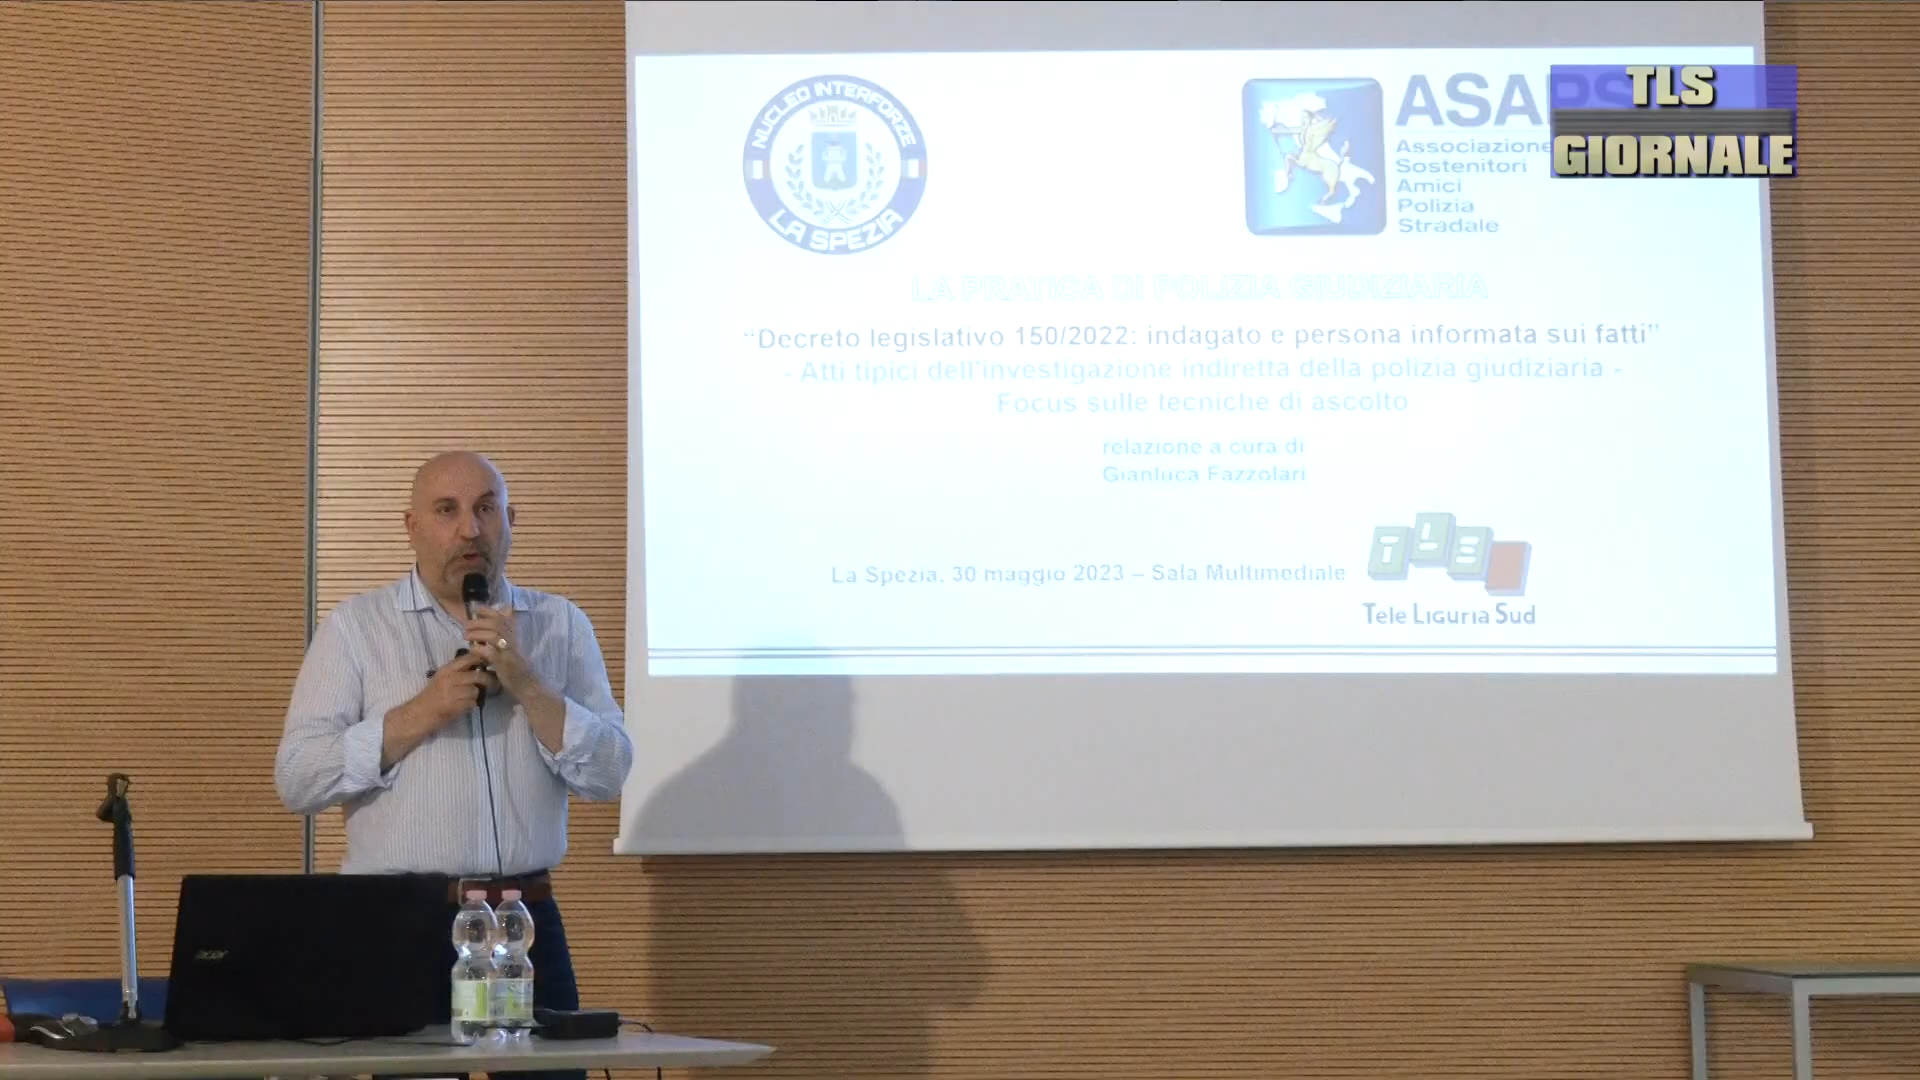 NUCLEO INTERFORZE
LA SPEZIA
ASAPS
Associazione
Sostenitori
Amici
Polizia
Stradale
TLS
GIORNALE
LA PRATICA DI POLIZIA GIUDIZIARIA
“Decreto legislativo 150/2022: indagato e persona informata sui fatti”
- Atti tipici dell'investigazione indiretta della polizia giudiziaria -
Focus sulle tecniche di ascolto
relazione a cura di
Gianluca Fazzolari
La Spezia, 30 maggio 2023 – Sala Multimediale
TLS
Tele Liguria Sud
acer